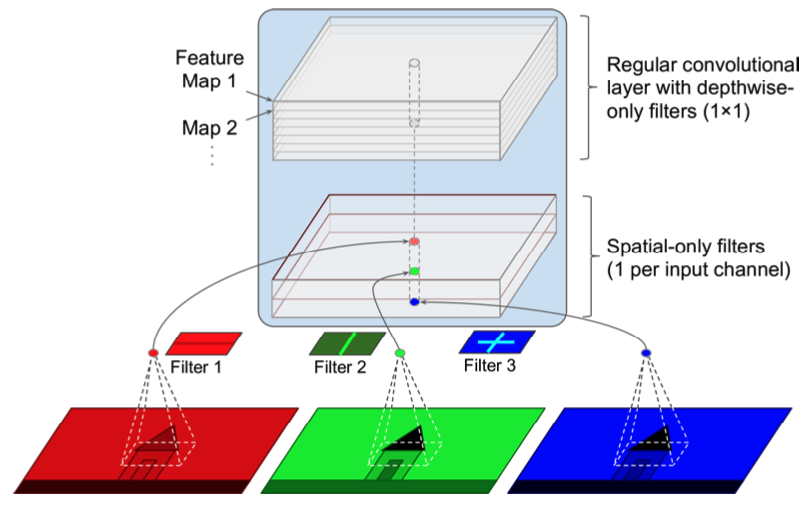 Feature
Map 1
Map 2
⋮
Regular convolutional
layer with depthwise-
only filters (1×1)
Spatial-only filters
(1 per input channel)
Filter 1
Filter 2
Filter 3